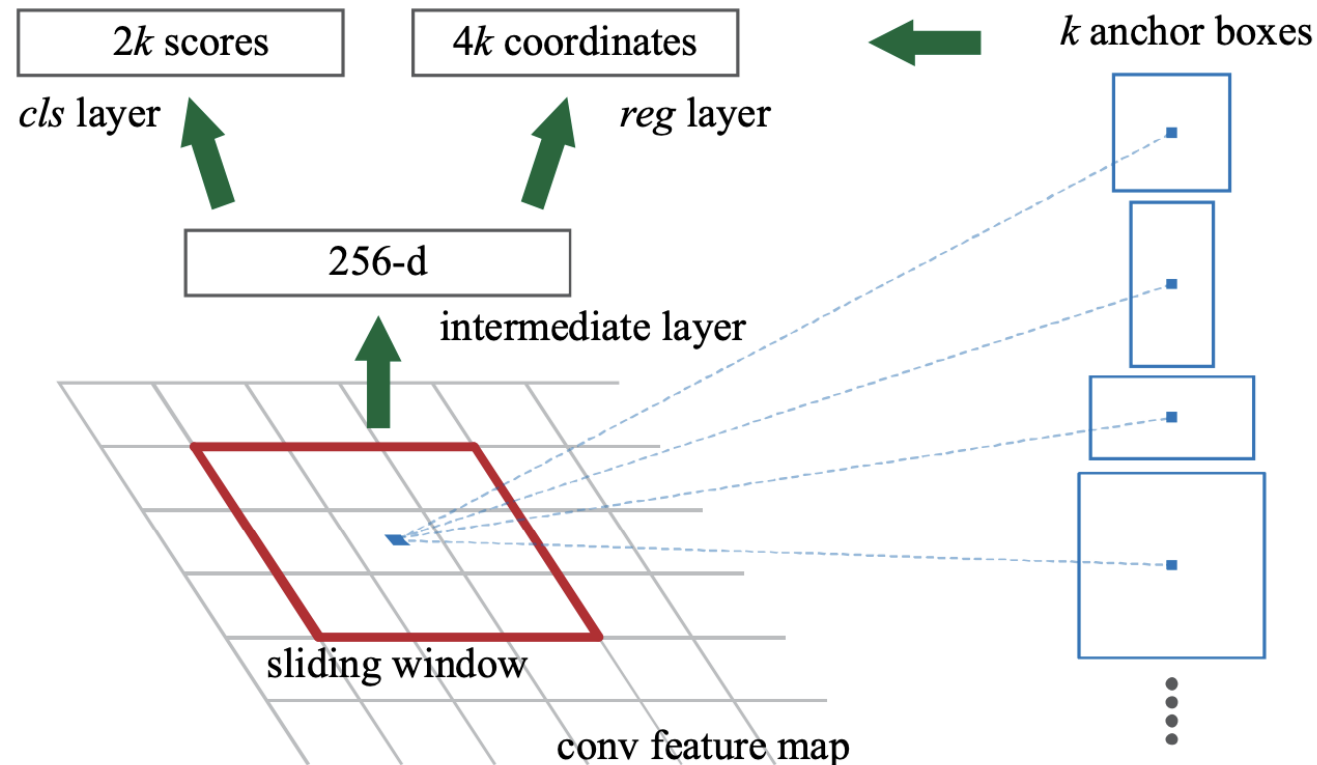 2k scores
4k coordinates
k anchor boxes
cls layer
reg layer
256-d
intermediate layer
sliding window
conv feature map